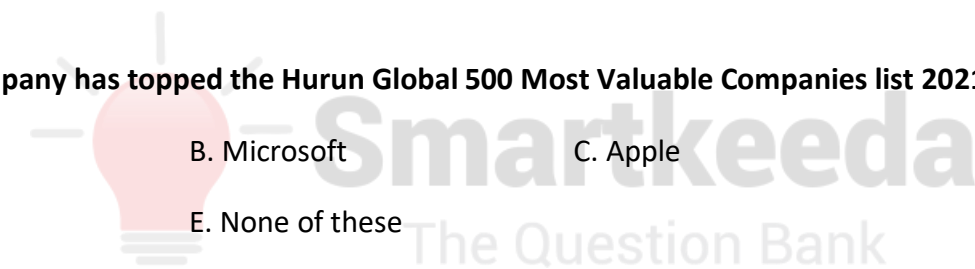 pany has topped the Hurun Global 500 Most Valuable Companies list 2021
B. Microsoft C. Apple
E. None of these
Smartkeeda
The Question Bank